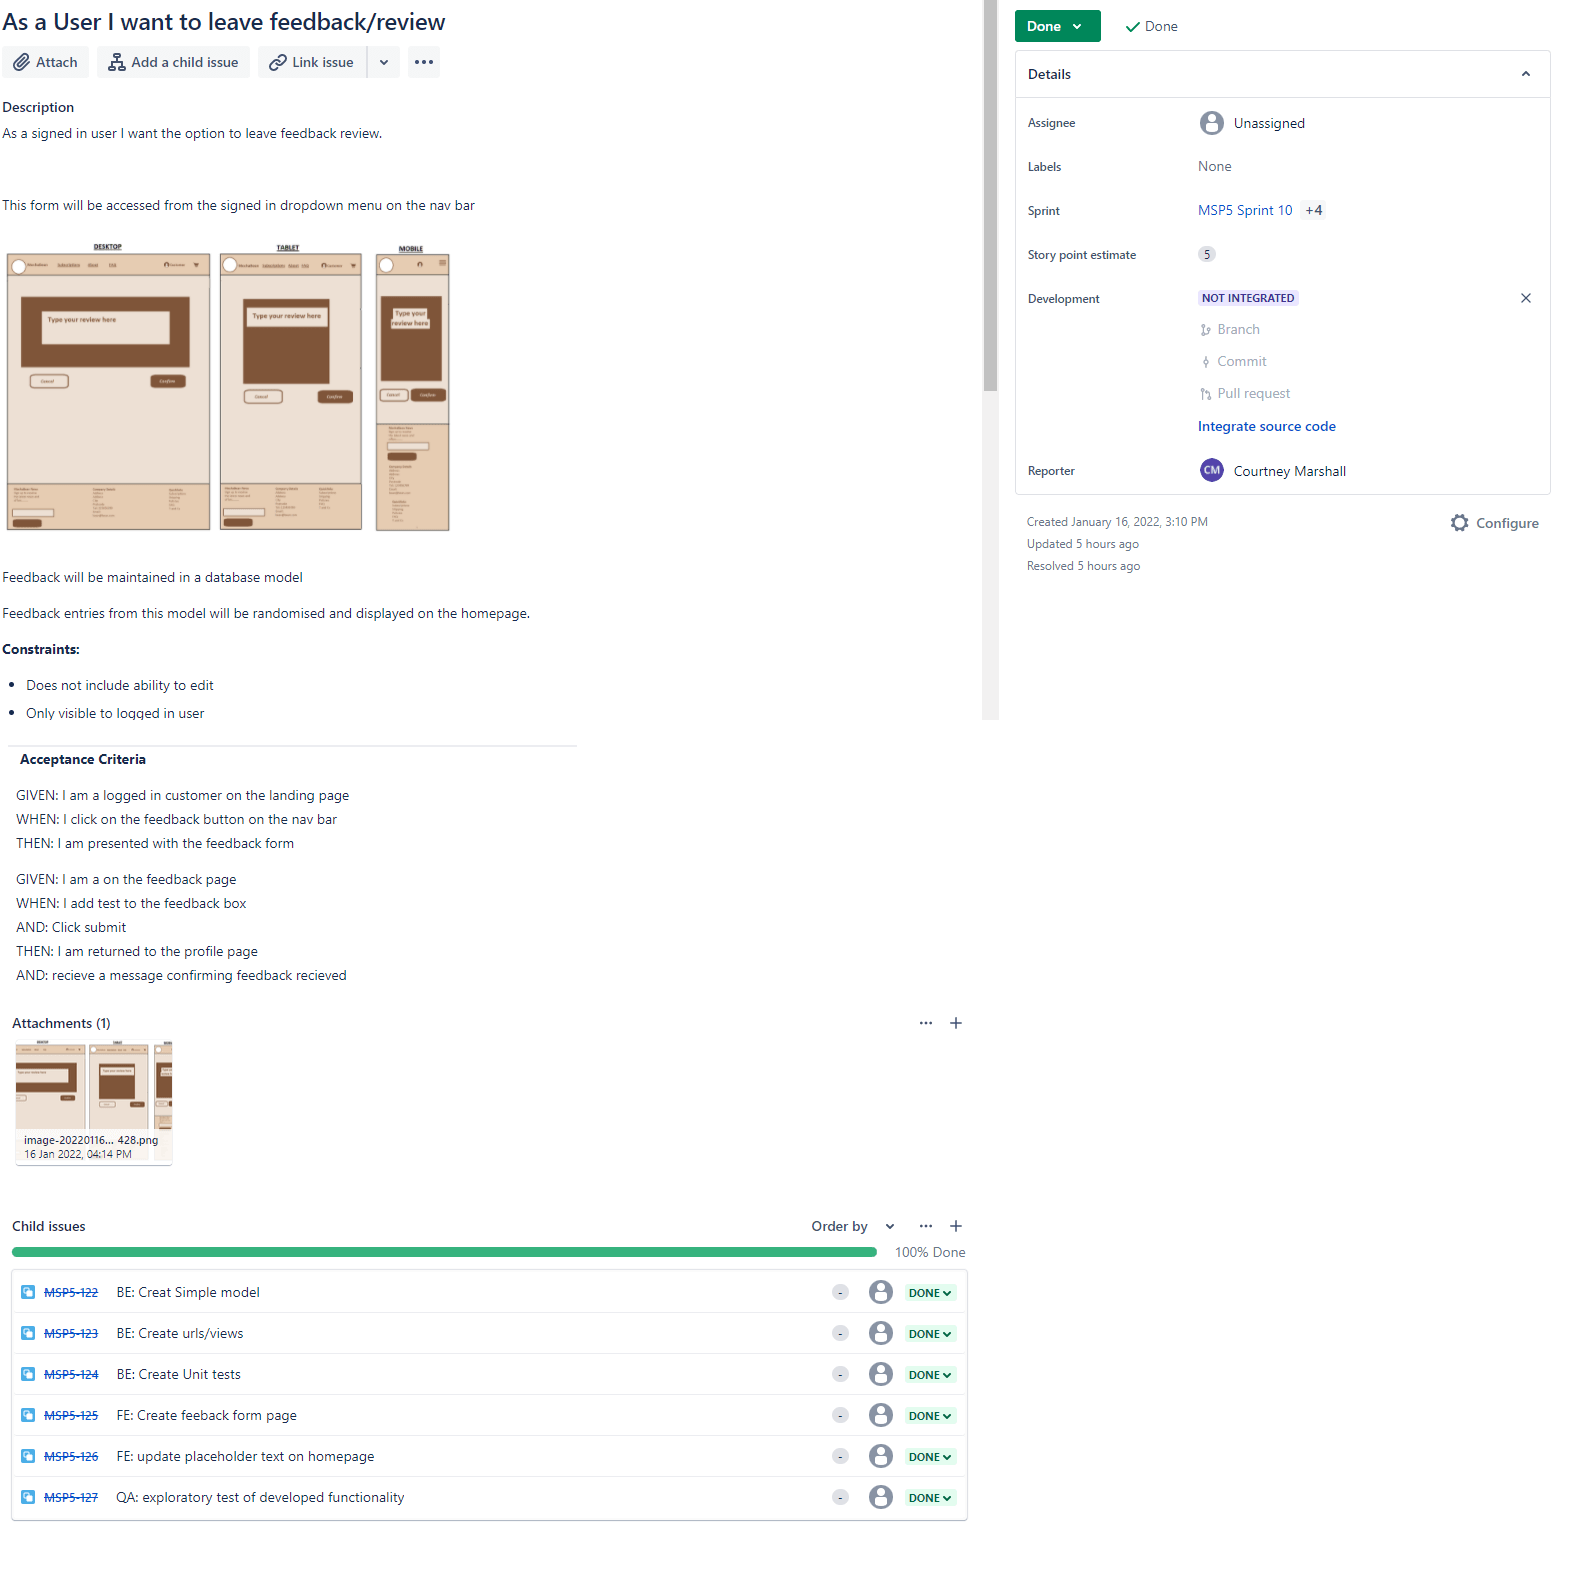 As a User I want to leave feedback/review
Attach
Add a child issue
Link issue
Description
As a signed in user I want the option to leave feedback review.
This form will be accessed from the signed in dropdown menu on the nav bar
DESKTOP
TABLET
MOBILE
Type your review here
Type your review here
Type your
review here
Cancel
Confirm
Cancel
Confirm
Cancel
Confirm
Feedback will be maintained in a database model
Feedback entries from this model will be randomised and displayed on the homepage.
Constraints:
Does not include ability to edit
Only visible to logged in user
Acceptance Criteria
GIVEN: I am a logged in customer on the landing page
WHEN: I click on the feedback button on the nav bar
THEN: I am presented with the feedback form
GIVEN: I am a on the feedback page
WHEN: I add test to the feedback box
AND: Click submit
THEN: I am returned to the profile page
AND: recieve a message confirming feedback recieved
Attachments (1)
image-20220116... 428.png
16 Jan 2022, 04:14 PM
Child issues
Order by
100% Done
MSP5-122 BE: Creat Simple model - DONE
MSP5-123 BE: Create urls/views - DONE
MSP5-124 BE: Create Unit tests - DONE
MSP5-125 FE: Create feeback form page - DONE
MSP5-126 FE: update placeholder text on homepage - DONE
MSP5-127 QA: exploratory test of developed functionality - DONE
Done
Done
Details
Assignee Unassigned
Labels None
Sprint MSP5 Sprint 10 +4
Story point estimate 5
Development NOT INTEGRATED
Branch
Commit
Pull request
Integrate source code
Reporter CM Courtney Marshall
Created January 16, 2022, 3:10 PM
Configure
Updated 5 hours ago
Resolved 5 hours ago